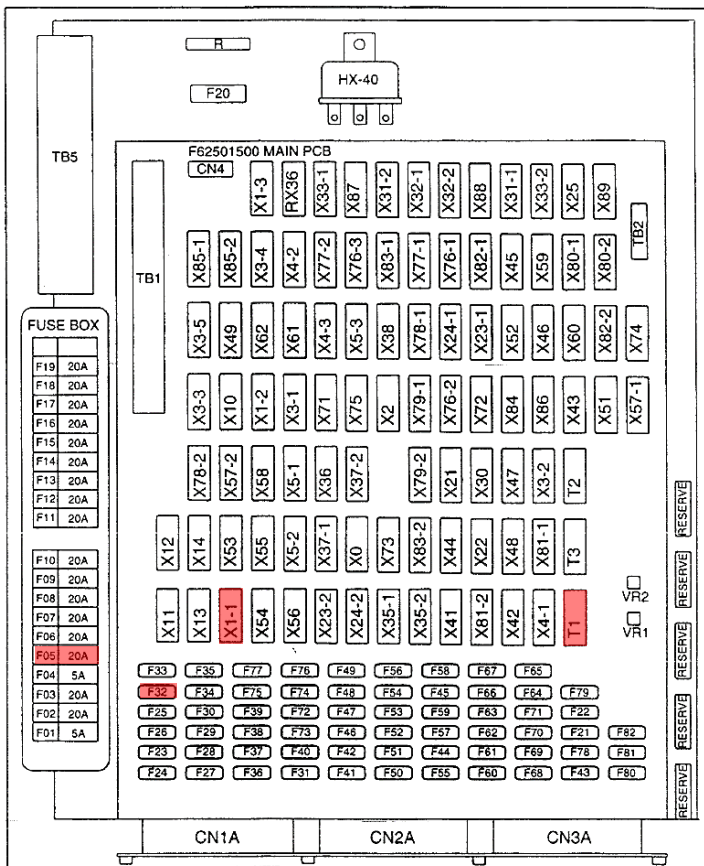 R
F20
HX-40
TB5
F62501500 MAIN PCB
CN4
TB1
TB2
X1-3 RX36 X33-1 X87 X31-2 X32-1 X32-2 X88 X31-1 X33-2 X25 X89
X85-1 X85-2 X3-4 X4-2 X77-2 X76-3 X83-1 X77-1 X76-1 X82-1 X45 X59 X80-1 X80-2
X3-5 X49 X62 X61 X4-3 X5-3 X38 X78-1 X24-1 X23-1 X52 X46 X60 X82-2 X74
X3-3 X10 X1-2 X3-1 X71 X75 X2 X79-1 X76-2 X72 X84 X86 X43 X51 X57-1
X78-2 X57-2 X58 X5-1 X36 X37-2 X79-2 X21 X30 X47 X3-2 T2
X12 X14 X53 X55 X5-2 X37-1 X0 X73 X83-2 X44 X22 X48 X81-1 T3
X11 X13 X1-1 X54 X56 X23-2 X24-2 X35-1 X35-2 X41 X81-2 X42 X4-1 T1
VR2
VR1
FUSE BOX
F19 20A
F18 20A
F17 20A
F16 20A
F15 20A
F14 20A
F13 20A
F12 20A
F11 20A
F10 20A
F09 20A
F08 20A
F07 20A
F06 20A
F05 20A
F04 5A
F03 20A
F02 20A
F01 5A
F33 F35 F77 F76 F49 F56 F58 F67 F65
F32 F34 F75 F74 F48 F54 F45 F66 F64 F79
F25 F30 F39 F72 F47 F53 F59 F63 F71 F22
F26 F29 F38 F73 F46 F52 F57 F62 F70 F21 F82
F23 F28 F37 F40 F42 F51 F44 F61 F69 F78 F81
F24 F27 F36 F31 F41 F50 F55 F60 F68 F43 F80
RESERVE
RESERVE
RESERVE
RESERVE
RESERVE
CN1A CN2A CN3A